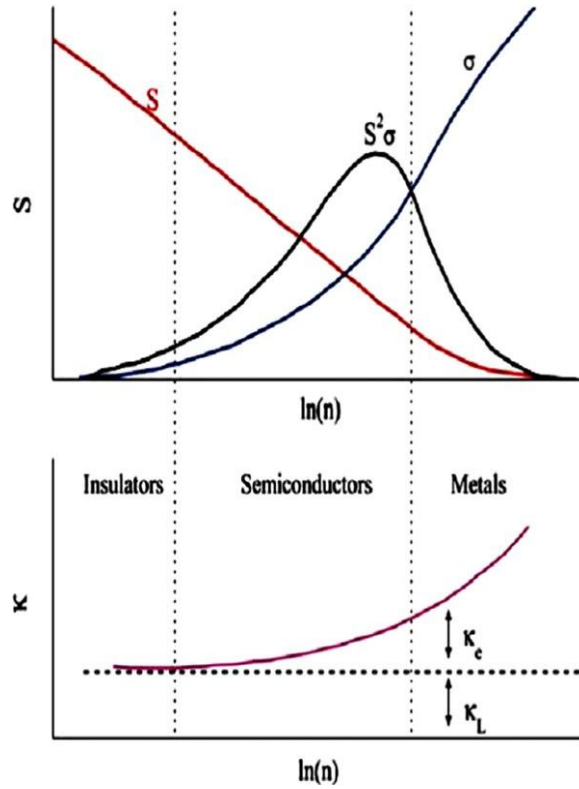 σ
S
S²σ
S
ln(n)
Insulators Semiconductors Metals
κ
κe
κL
ln(n)